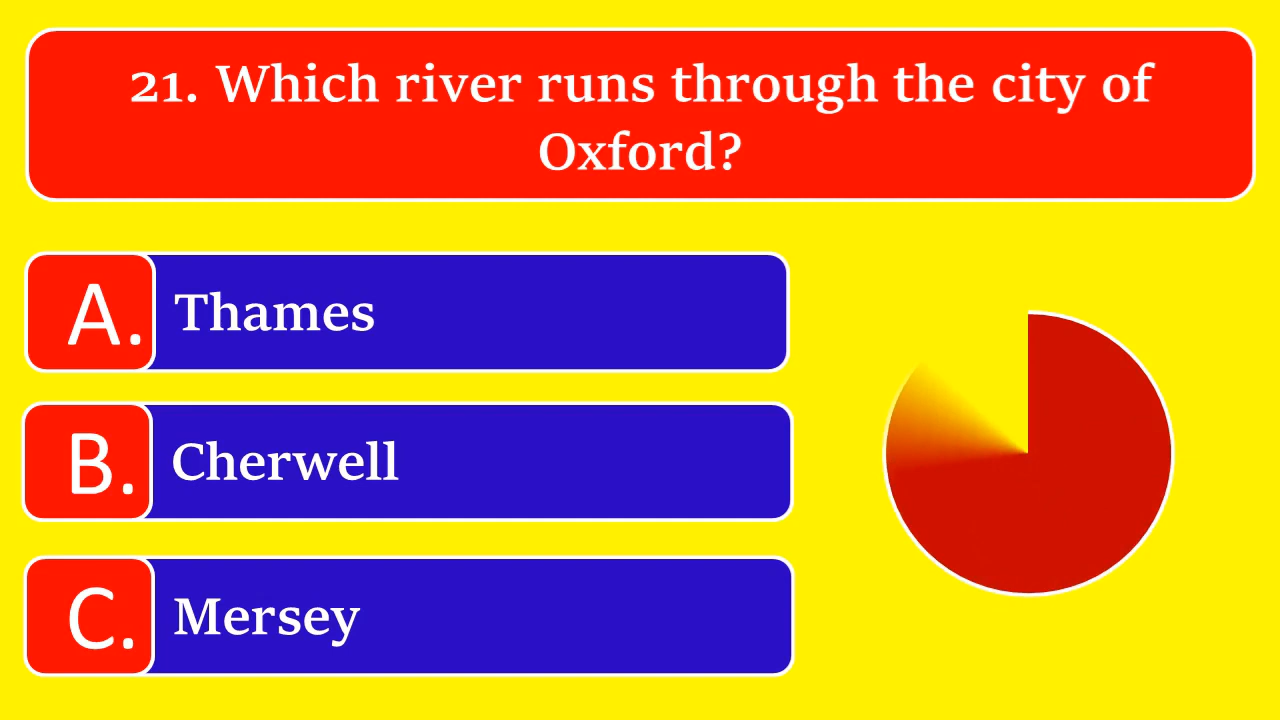 21. Which river runs through the city of
Oxford?
A. Thames
B. Cherwell
C. Mersey